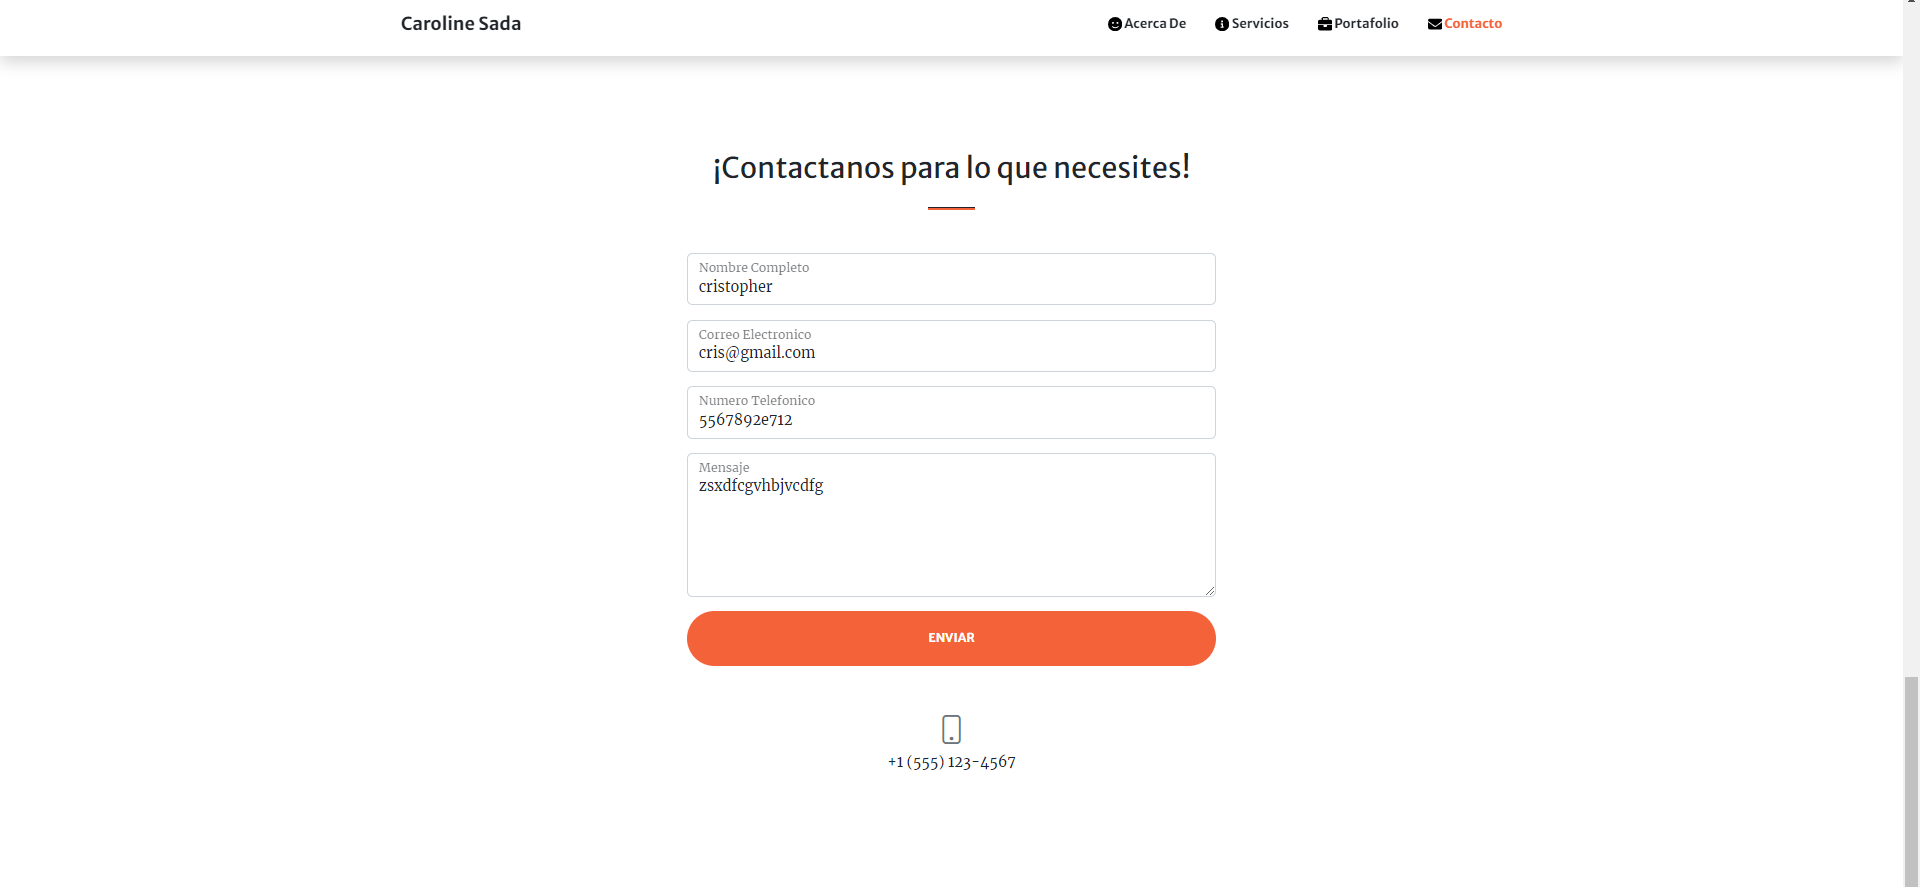 Caroline Sada
Acerca De Servicios Portafolio Contacto
¡Contactanos para lo que necesites!
Nombre Completo
cristopher
Correo Electronico
cris@gmail.com
Numero Telefonico
5567892e712
Mensaje
zsxdfcgvhbjvcdfg
ENVIAR
+1 (555) 123-4567